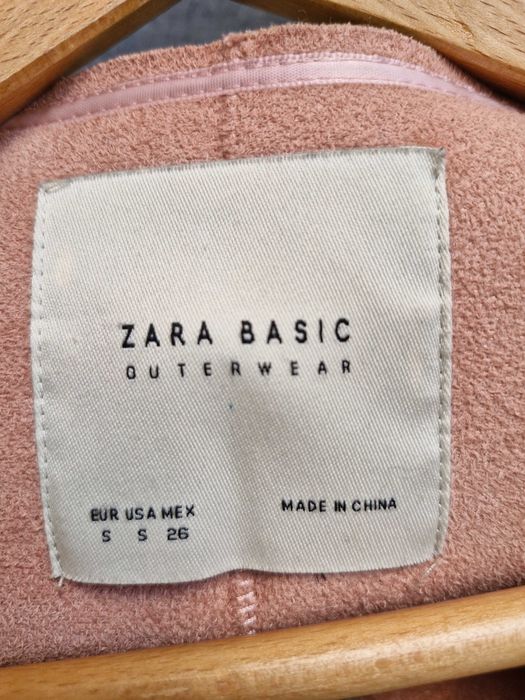 ZARA BASIC
OUTERWEAR
EUR USA MEX
S S 26
MADE IN CHINA